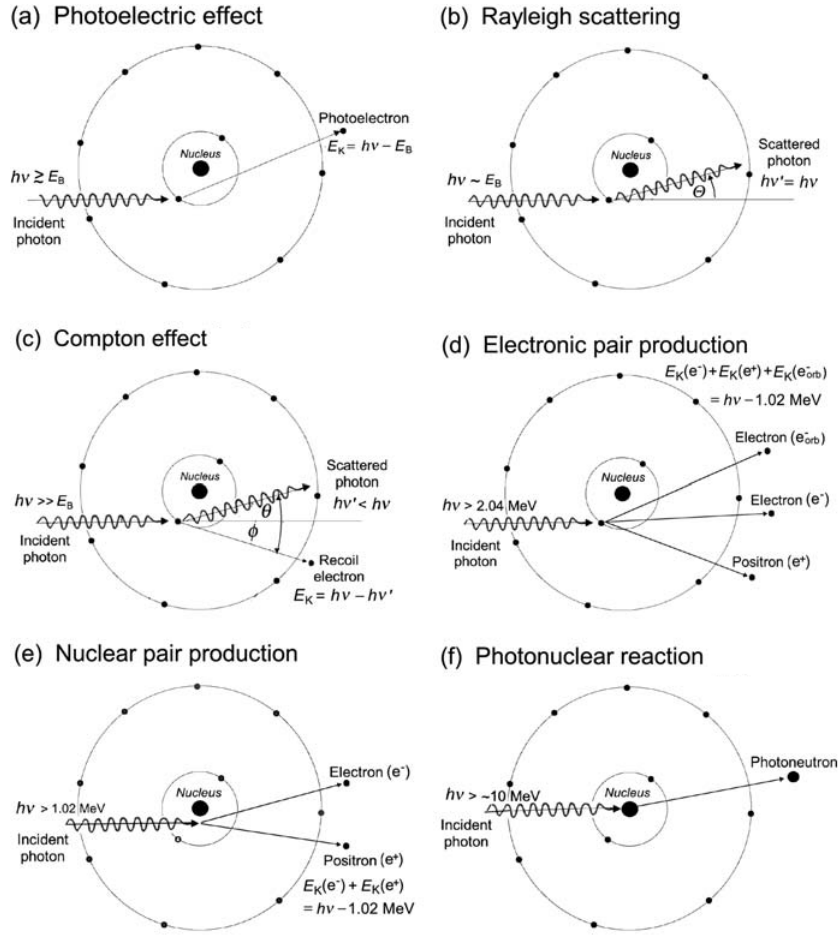 (a) Photoelectric effect
Photoelectron
E_K = hν − E_B
Nucleus
hν ≳ E_B
Incident
photon
(b) Rayleigh scattering
Nucleus
Scattered
photon
hν' = hν
hν ~ E_B
Θ
Incident
photon
(c) Compton effect
Nucleus
Scattered
photon
hν' < hν
hν >> E_B
θ
ϕ
Incident
photon
Recoil
electron
E_K = hν − hν'
(d) Electronic pair production
E_K(e⁻) + E_K(e⁺) + E_K(e⁻orb)
= hν − 1.02 MeV
Electron (e⁻orb)
Nucleus
hν > 2.04 MeV
Electron (e⁻)
Incident
photon
Positron (e⁺)
(e) Nuclear pair production
Electron (e⁻)
Nucleus
hν > 1.02 MeV
Incident
photon
Positron (e⁺)
E_K(e⁻) + E_K(e⁺)
= hν − 1.02 MeV
(f) Photonuclear reaction
Photoneutron
Nucleus
hν > ~10 MeV
Incident
photon